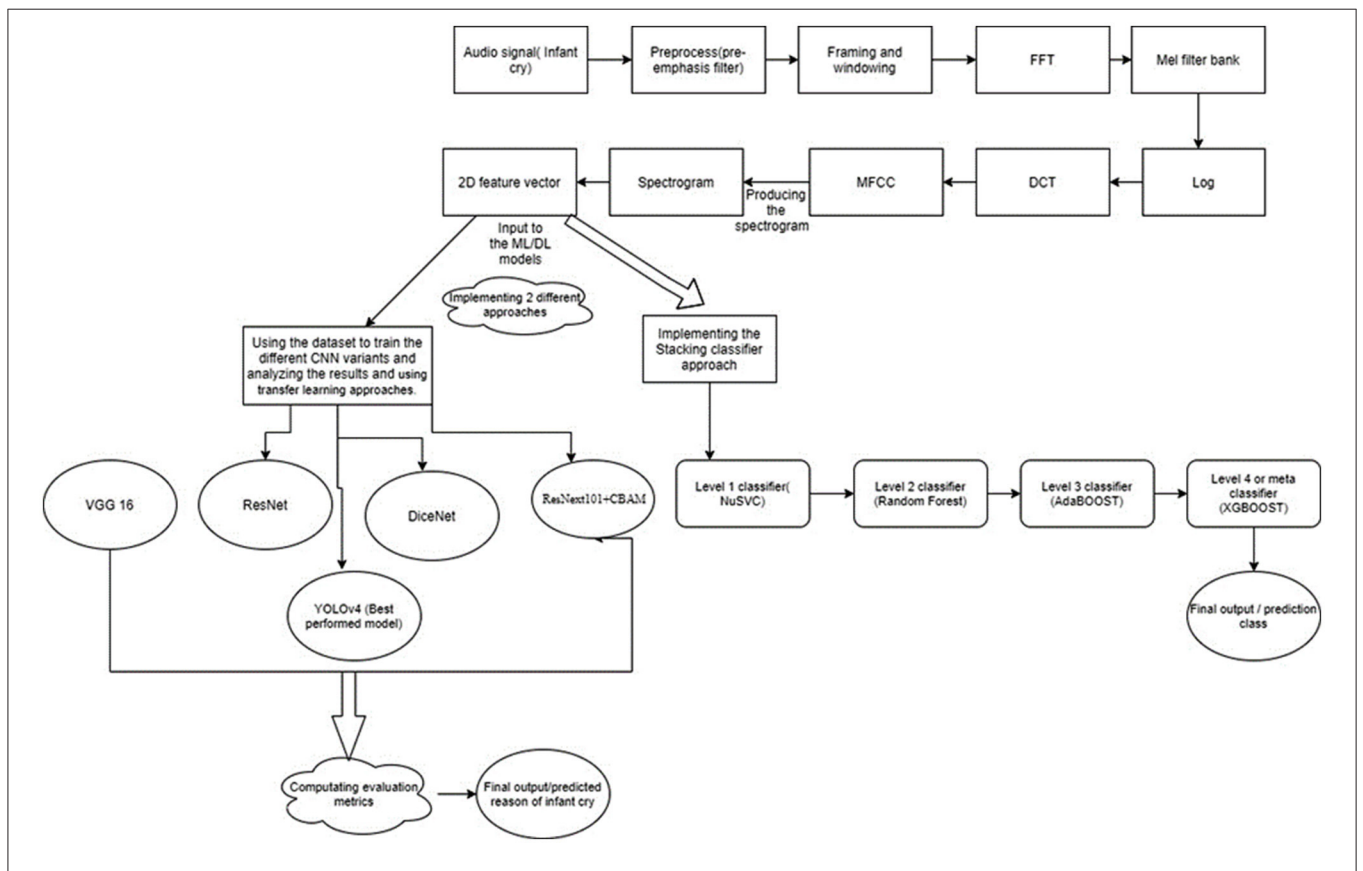 Audio signal( Infant
cry)
Preprocess(pre-
emphasis filter)
Framing and
windowing
FFT
Mel filter bank
2D feature vector
Spectrogram
Producing
the
spectrogram
MFCC
DCT
Log
Input to
the ML/DL
models
Implementing 2 different
approaches
Using the dataset to train the
different CNN variants and
analyzing the results and using
transfer learning approaches.
Implementing the
Stacking classifier
approach
VGG 16
ResNet
DiceNet
ResNext101+CBAM
YOLOv4 (Best
performed model)
Level 1 classifier(
NuSVC)
Level 2 classifier
(Random Forest)
Level 3 classifier
(AdaBOOST)
Level 4 or meta
classifier
(XGBOOST)
Final output / prediction
class
Computating evaluation
metrics
Final output/predicted
reason of infant cry